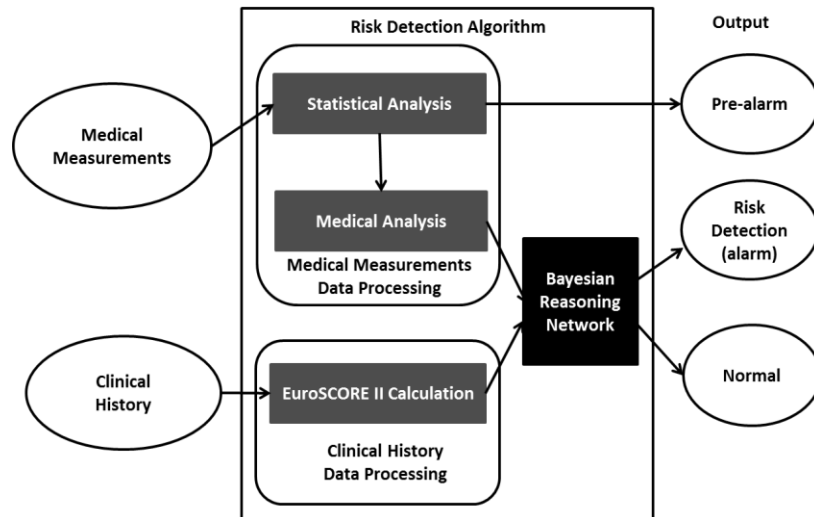 Risk Detection Algorithm
Output
Medical
Measurements
Statistical Analysis
Pre-alarm
Medical Analysis
Medical Measurements
Data Processing
Bayesian
Reasoning
Network
Risk
Detection
(alarm)
Clinical
History
EuroSCORE II Calculation
Normal
Clinical History
Data Processing